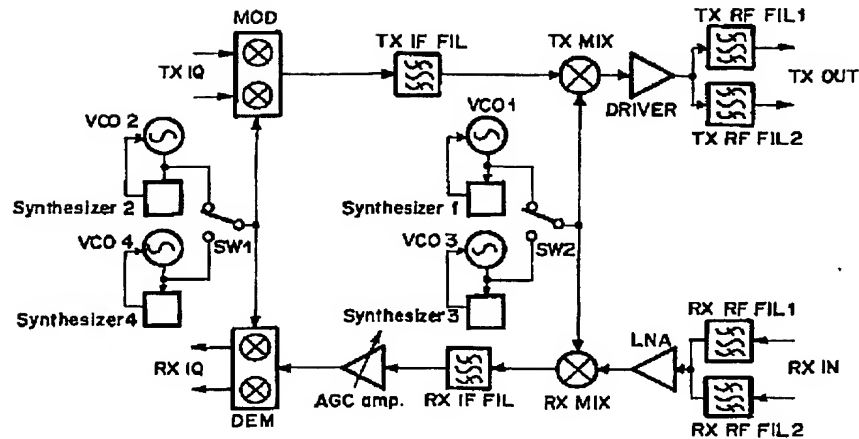 MOD
TX RF FIL1
TX IF FIL
TX MIX
TX IQ
TX OUT
DRIVER
VCO 2
VCO 1
TX RF FIL2
Synthesizer 2
Synthesizer 1
VCO 4
SW1
VCO 3
SW2
Synthesizer4
Synthesizer3
RX RF FIL1
LNA
RX IQ
RX IN
AGC amp.
RX IF FIL
RX MIX
DEM
RX RF FIL2